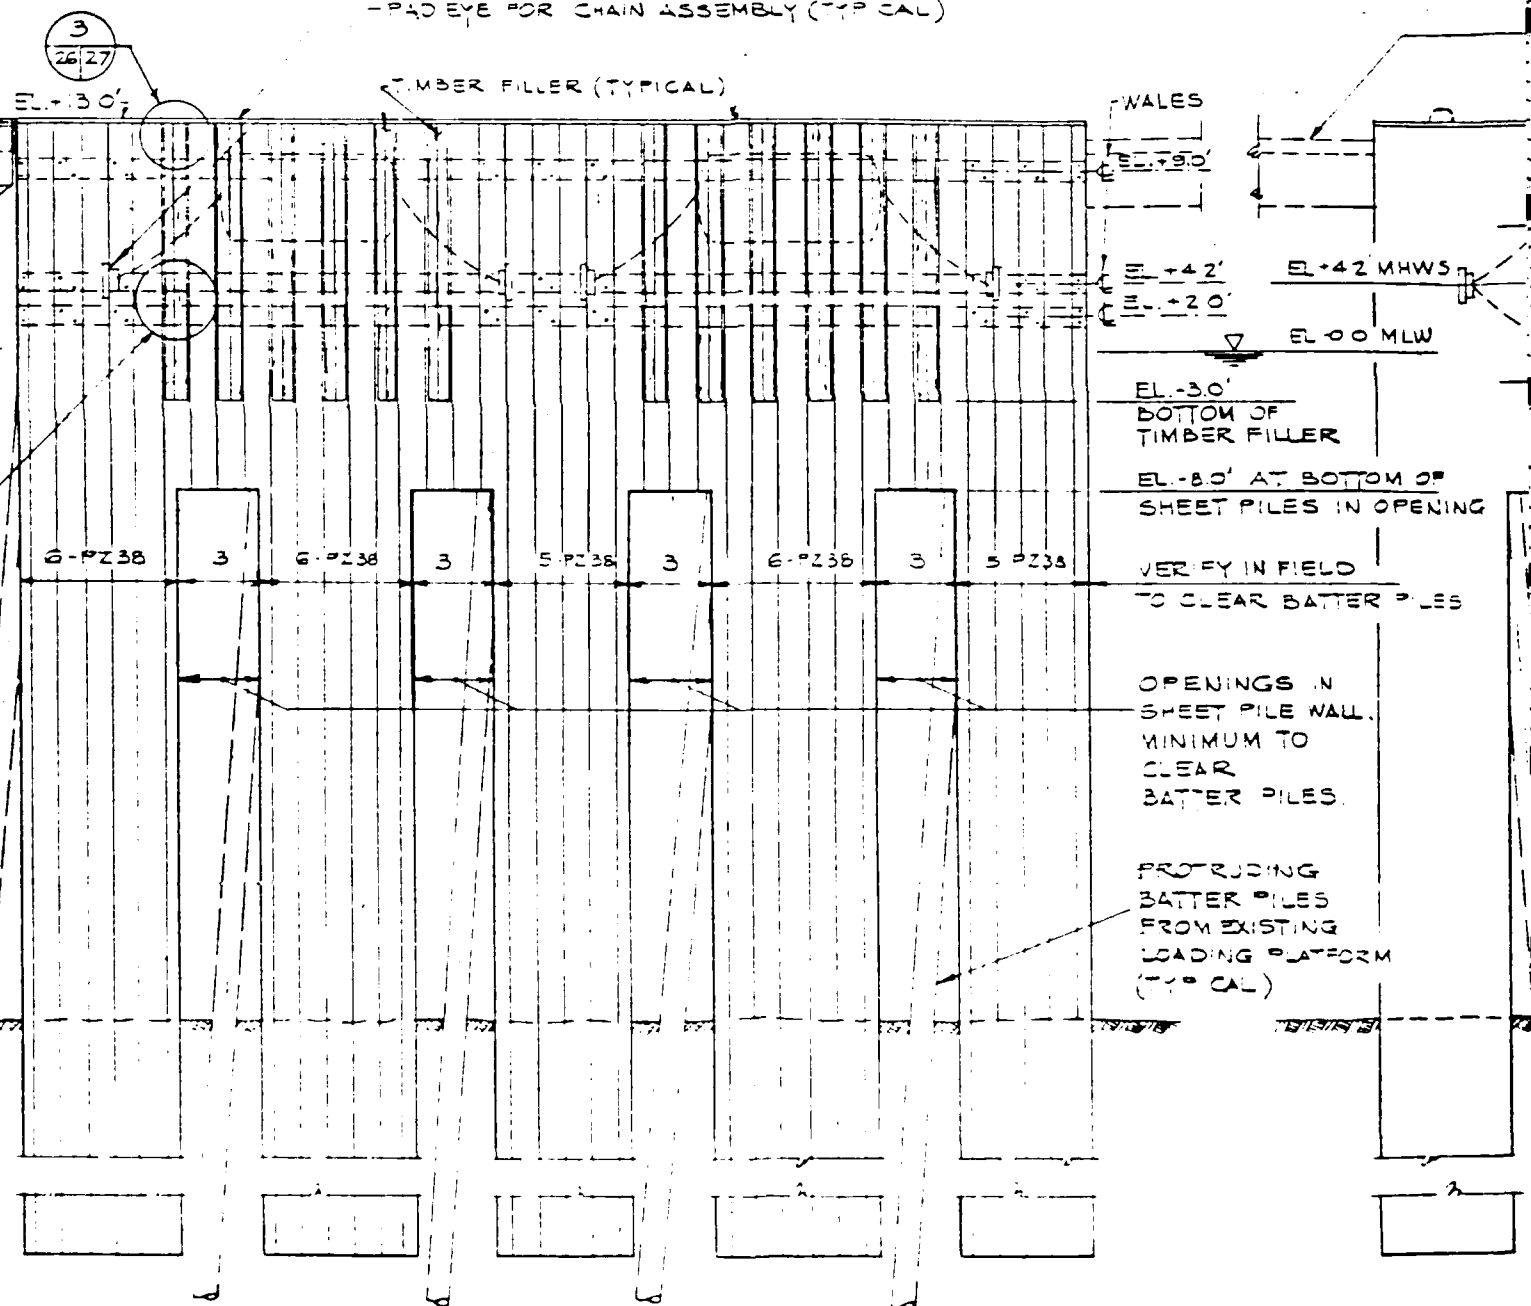 -PAD EYE FOR CHAIN ASSEMBLY (TYPICAL)
3
26 27
EL. +13.0'
TIMBER FILLER (TYPICAL)
WALES
EL. +9.0'
EL +4.2'
EL. +2.0'
EL +4.2 MHWS
EL 0.0 MLW
EL. -3.0'
BOTTOM OF
TIMBER FILLER
EL. -8.0' AT BOTTOM OF
SHEET PILES IN OPENING
6-PZ38 3 6-PZ38 3 5-PZ38 3 6-PZ38 3 5-PZ38
VERIFY IN FIELD
TO CLEAR BATTER PILES
OPENINGS IN
SHEET PILE WALL.
MINIMUM TO
CLEAR
BATTER PILES.
PROTRUDING
BATTER PILES
FROM EXISTING
LOADING PLATFORM
(TYPICAL)